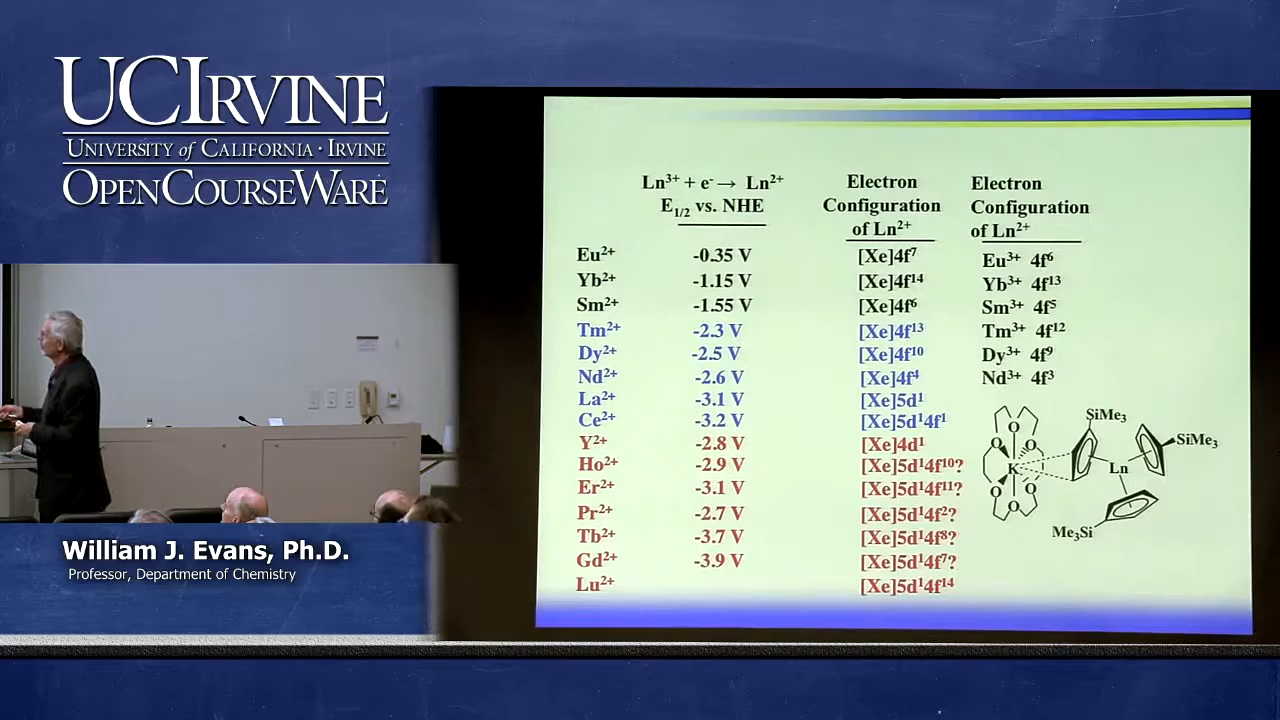 UCIRVINE
UNIVERSITY of CALIFORNIA · IRVINE
OPENCOURSEWARE
William J. Evans, Ph.D.
Professor, Department of Chemistry
Ln³⁺ + e⁻ → Ln²⁺
E₁/₂ vs. NHE
Electron
Configuration
of Ln²⁺
Electron
Configuration
of Ln²⁺
Eu²⁺ -0.35 V [Xe]4f⁷ Eu³⁺ 4f⁶
Yb²⁺ -1.15 V [Xe]4f¹⁴ Yb³⁺ 4f¹³
Sm²⁺ -1.55 V [Xe]4f⁶ Sm³⁺ 4f⁵
Tm²⁺ -2.3 V [Xe]4f¹³ Tm³⁺ 4f¹²
Dy²⁺ -2.5 V [Xe]4f¹⁰ Dy³⁺ 4f⁹
Nd²⁺ -2.6 V [Xe]4f⁴ Nd³⁺ 4f³
La²⁺ -3.1 V [Xe]5d¹
Ce²⁺ -3.2 V [Xe]5d¹4f¹
Y²⁺ -2.8 V [Xe]4d¹
Ho²⁺ -2.9 V [Xe]5d¹4f¹⁰?
Er²⁺ -3.1 V [Xe]5d¹4f¹¹?
Pr²⁺ -2.7 V [Xe]5d¹4f²?
Tb²⁺ -3.7 V [Xe]5d¹4f⁸?
Gd²⁺ -3.9 V [Xe]5d¹4f⁷?
Lu²⁺ [Xe]5d¹4f¹⁴
SiMe₃
O
O O
SiMe₃
K
Ln
O O
O
Me₃Si